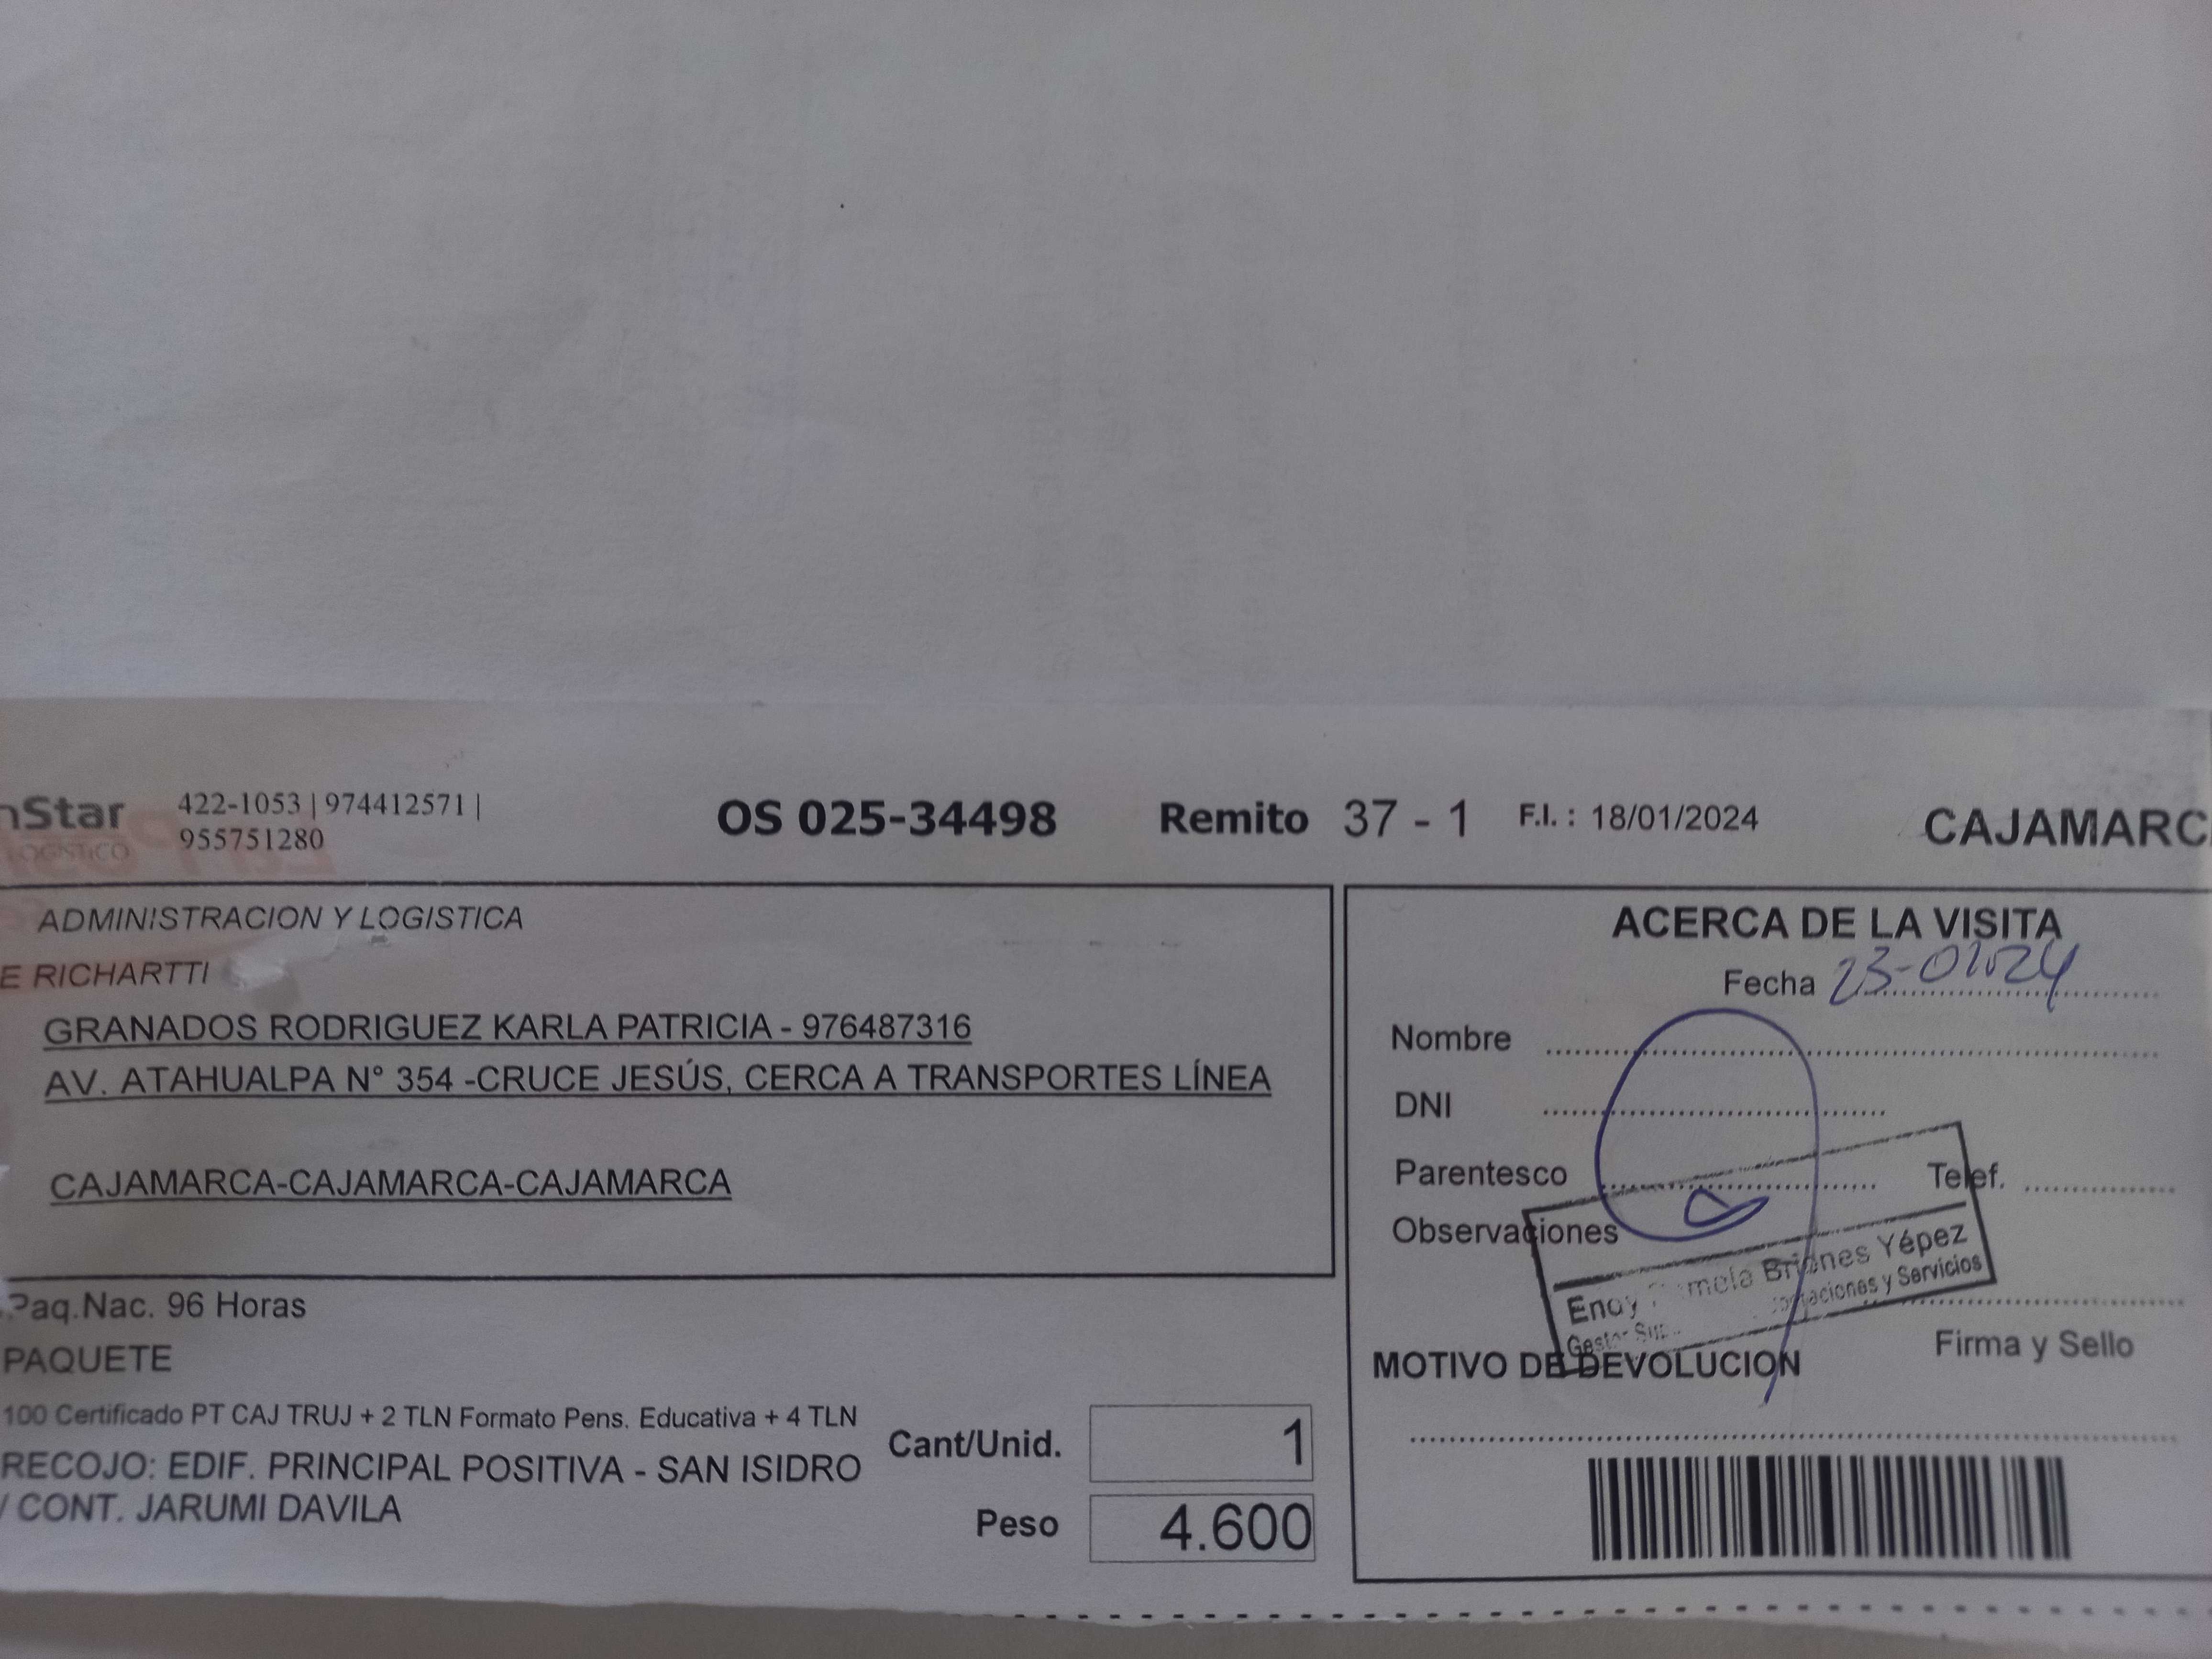 nStar
LOGISTICO
422-1053 | 974412571 |
955751280
OS 025-34498
Remito 37 - 1
F.I. : 18/01/2024
CAJAMARC
ADMINISTRACION Y LOGISTICA
E RICHARTTI
GRANADOS RODRIGUEZ KARLA PATRICIA - 976487316
AV. ATAHUALPA N° 354 -CRUCE JESÚS, CERCA A TRANSPORTES LÍNEA
CAJAMARCA-CAJAMARCA-CAJAMARCA
Paq.Nac. 96 Horas
PAQUETE
100 Certificado PT CAJ TRUJ + 2 TLN Formato Pens. Educativa + 4 TLN
RECOJO: EDIF. PRINCIPAL POSITIVA - SAN ISIDRO
/ CONT. JARUMI DAVILA
Cant/Unid. 1
Peso 4.600
ACERCA DE LA VISITA
Fecha 23-01-24
Nombre
DNI
Parentesco
Telef.
Observaciones
Briones Yépez
y Servicios
Firma y Sello
MOTIVO DE DEVOLUCION